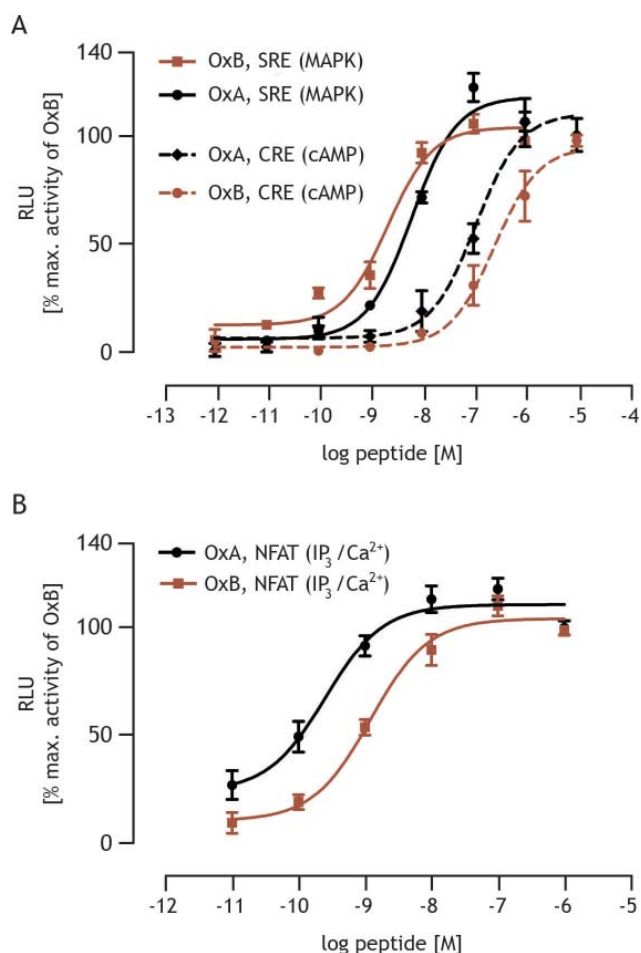 A
140
100
50
0
RLU
[% max. activity of OxB]
OxB, SRE (MAPK)
OxA, SRE (MAPK)
OxA, CRE (cAMP)
OxB, CRE (cAMP)
-13 -12 -11 -10 -9 -8 -7 -6 -5 -4
log peptide [M]
B
140
100
50
0
RLU
[% max. activity of OxB]
OxA, NFAT (IP₃/Ca²⁺)
OxB, NFAT (IP₃/Ca²⁺)
-12 -11 -10 -9 -8 -7 -6 -5
log peptide [M]